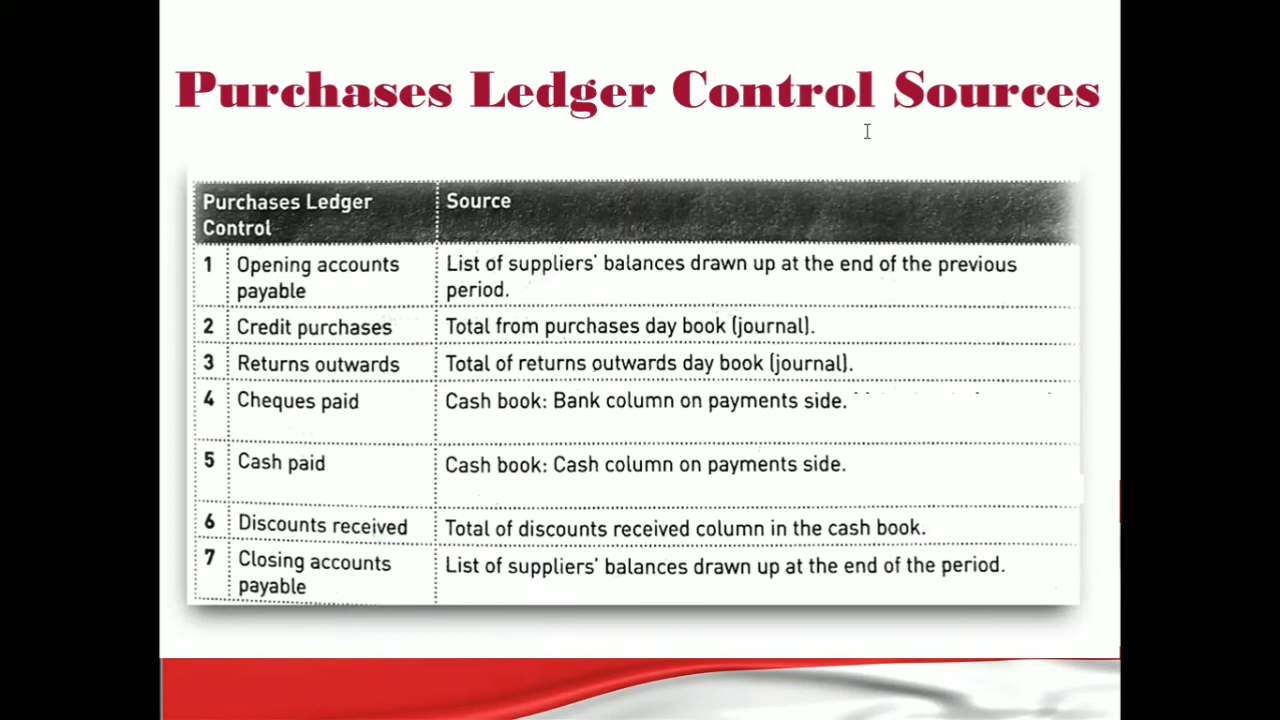 Purchases Ledger Control Sources
Purchases Ledger Control
Source
1 Opening accounts payable
List of suppliers' balances drawn up at the end of the previous period.
2 Credit purchases
Total from purchases day book (journal).
3 Returns outwards
Total of returns outwards day book (journal).
4 Cheques paid
Cash book: Bank column on payments side.
5 Cash paid
Cash book: Cash column on payments side.
6 Discounts received
Total of discounts received column in the cash book.
7 Closing accounts payable
List of suppliers' balances drawn up at the end of the period.